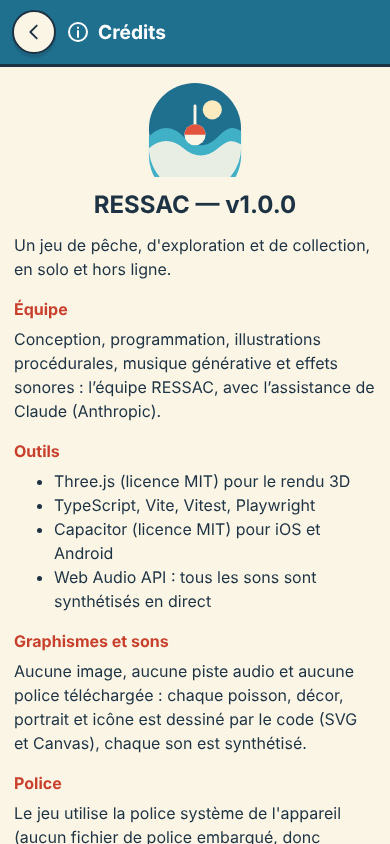 Crédits
RESSAC — v1.0.0
Un jeu de pêche, d'exploration et de collection,
en solo et hors ligne.
Équipe
Conception, programmation, illustrations
procédurales, musique générative et effets
sonores : l’équipe RESSAC, avec l’assistance de
Claude (Anthropic).
Outils
• Three.js (licence MIT) pour le rendu 3D
• TypeScript, Vite, Vitest, Playwright
• Capacitor (licence MIT) pour iOS et
Android
• Web Audio API : tous les sons sont
synthétisés en direct
Graphismes et sons
Aucune image, aucune piste audio et aucune
police téléchargée : chaque poisson, décor,
portrait et icône est dessiné par le code (SVG
et Canvas), chaque son est synthétisé.
Police
Le jeu utilise la police système de l'appareil
(aucun fichier de police embarqué, donc